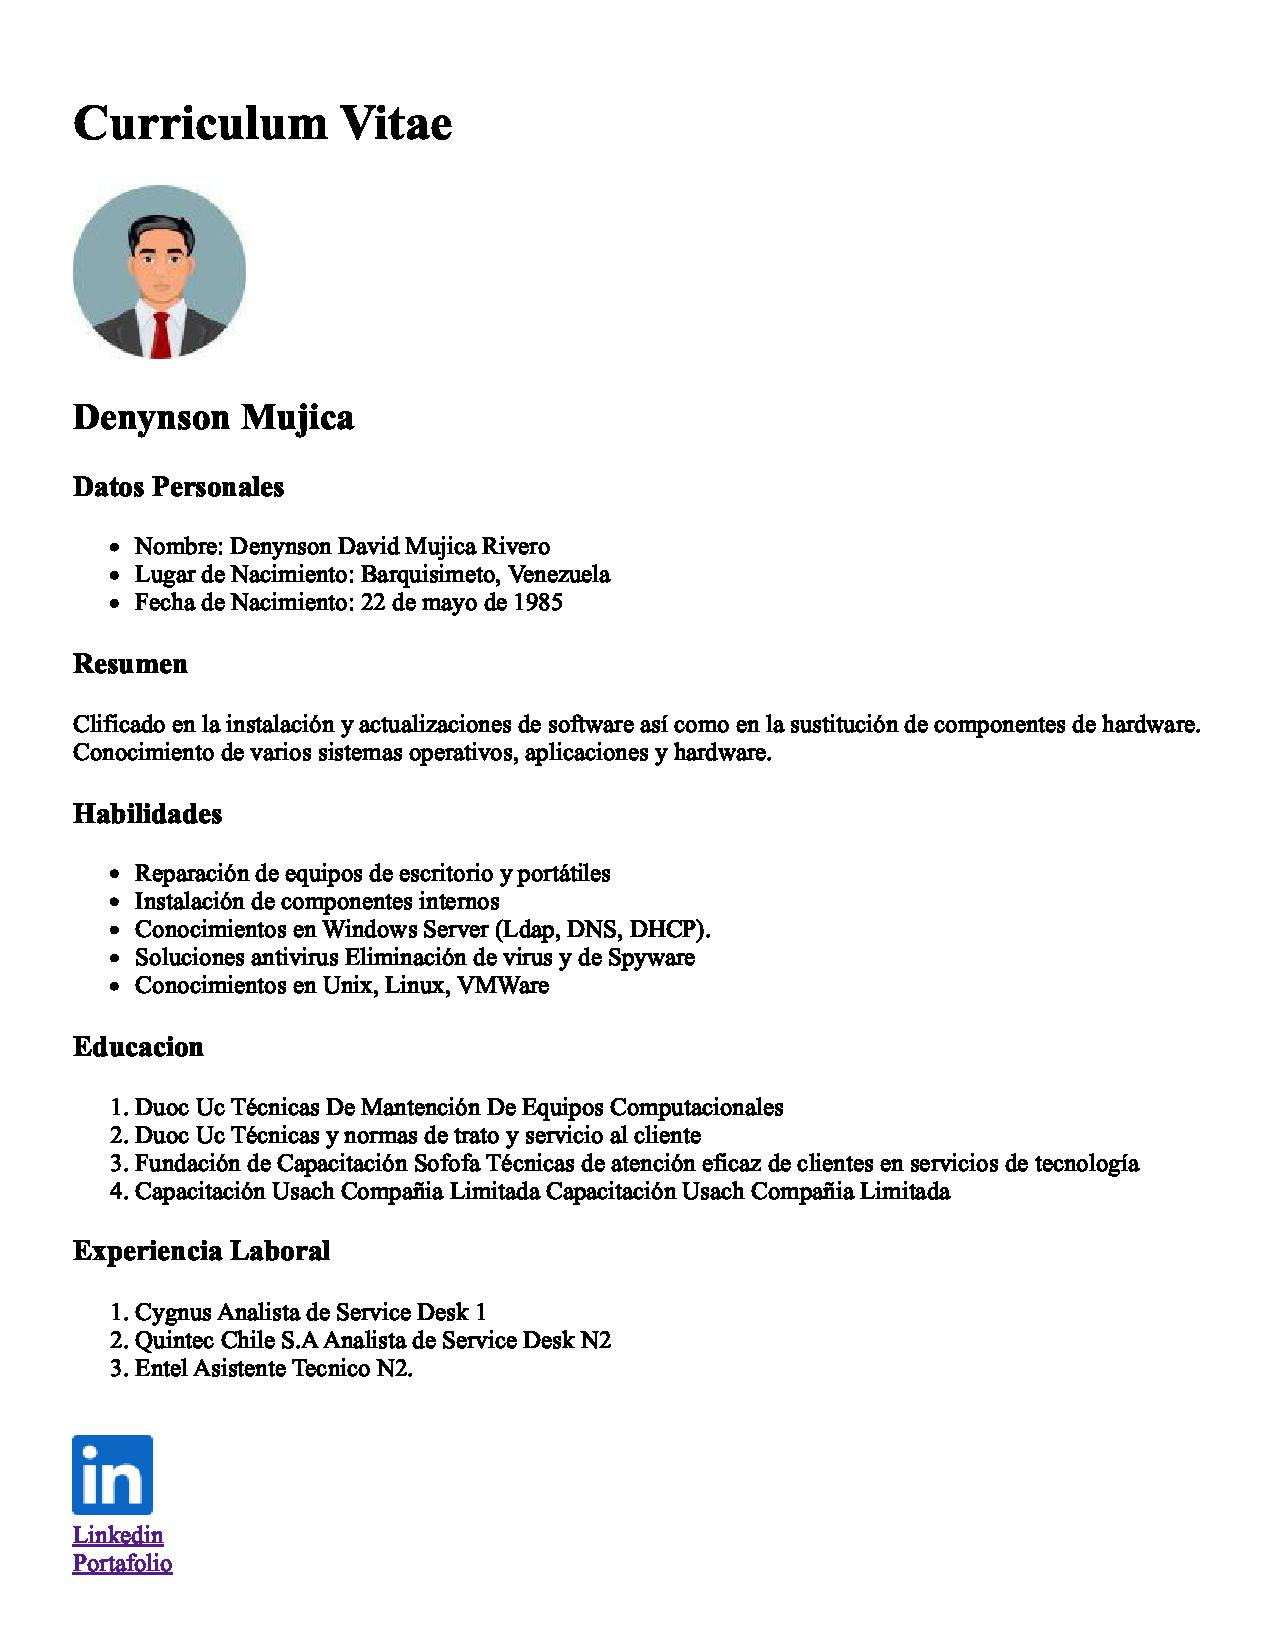 Curriculum Vitae
Denynson Mujica
Datos Personales
• Nombre: Denynson David Mujica Rivero
• Lugar de Nacimiento: Barquisimeto, Venezuela
• Fecha de Nacimiento: 22 de mayo de 1985
Resumen
Clificado en la instalación y actualizaciones de software así como en la sustitución de componentes de hardware.
Conocimiento de varios sistemas operativos, aplicaciones y hardware.
Habilidades
• Reparación de equipos de escritorio y portátiles
• Instalación de componentes internos
• Conocimientos en Windows Server (Ldap, DNS, DHCP).
• Soluciones antivirus Eliminación de virus y de Spyware
• Conocimientos en Unix, Linux, VMWare
Educacion
1. Duoc Uc Técnicas De Mantención De Equipos Computacionales
2. Duoc Uc Técnicas y normas de trato y servicio al cliente
3. Fundación de Capacitación Sofofa Técnicas de atención eficaz de clientes en servicios de tecnología
4. Capacitación Usach Compañia Limitada Capacitación Usach Compañia Limitada
Experiencia Laboral
1. Cygnus Analista de Service Desk 1
2. Quintec Chile S.A Analista de Service Desk N2
3. Entel Asistente Tecnico N2.
in
Linkedin
Portafolio